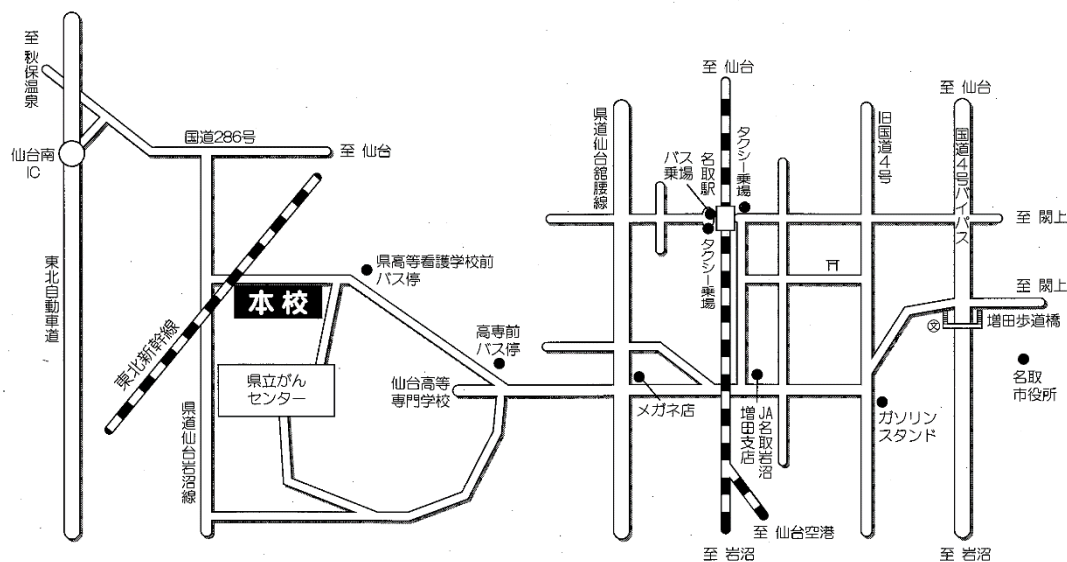 至 秋保温泉
仙台南
IC
東北自動車道
国道286号
至 仙台
東北新幹線
県高等看護学校前
バス停
本校
県立がん
センター
県道仙台岩沼線
高専前
バス停
仙台高等
専門学校
県道仙台舘腰線
至 仙台
バス乗場
名取駅
タクシー乗場
タクシー乗場
メガネ店
JA名取岩沼
増田支店
至 仙台空港
至 岩沼
旧国道4号
ガソリン
スタンド
至 仙台
国道4号バイパス
至 閖上
至 閖上
文
増田歩道橋
名取
市役所
至 岩沼